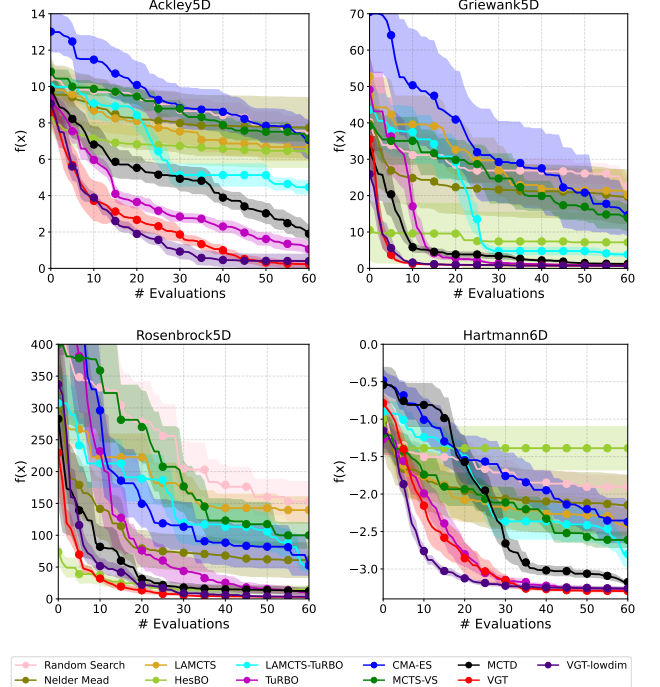 Ackley5D
Griewank5D
f(x)
14
12
10
8
6
4
2
0
0 10 20 30 40 50 60
# Evaluations
f(x)
70
60
50
40
30
20
10
0
0 10 20 30 40 50 60
# Evaluations
Rosenbrock5D
Hartmann6D
f(x)
400
350
300
250
200
150
100
50
0
0 10 20 30 40 50 60
# Evaluations
f(x)
0.0
−0.5
−1.0
−1.5
−2.0
−2.5
−3.0
0 10 20 30 40 50 60
# Evaluations
Random Search LAMCTS LAMCTS-TuRBO CMA-ES MCTD VGT-lowdim
Nelder Mead HesBO TuRBO MCTS-VS VGT